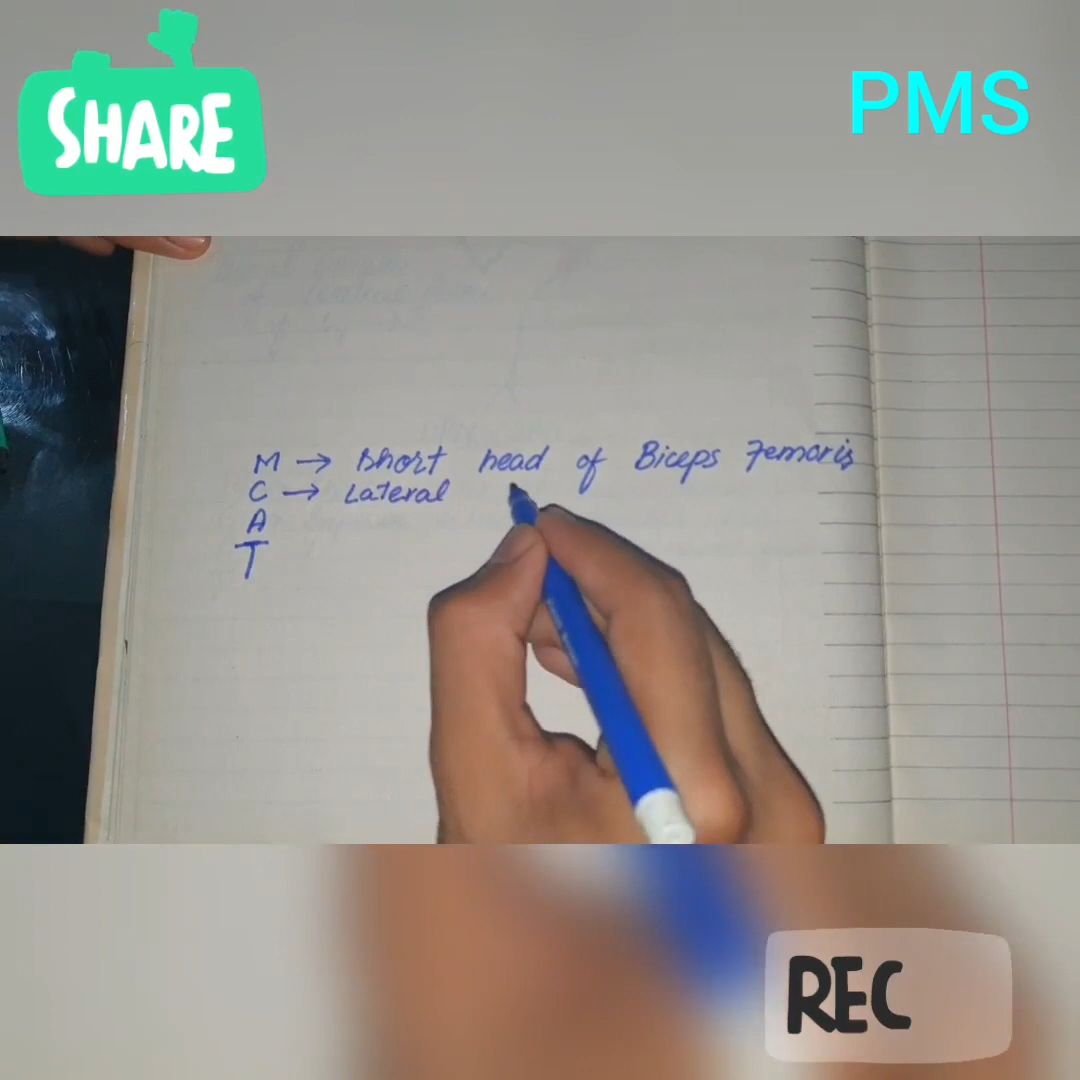 SHARE
PMS
M → Short head of Biceps Femoris
C → Lateral
A
T
REC